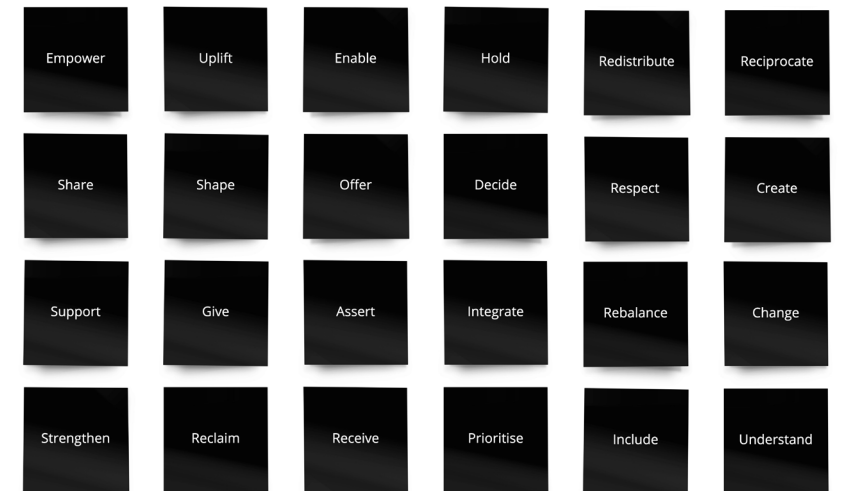 Empower
Uplift
Enable
Hold
Redistribute
Reciprocate
Share
Shape
Offer
Decide
Respect
Create
Support
Give
Assert
Integrate
Rebalance
Change
Strengthen
Reclaim
Receive
Prioritise
Include
Understand